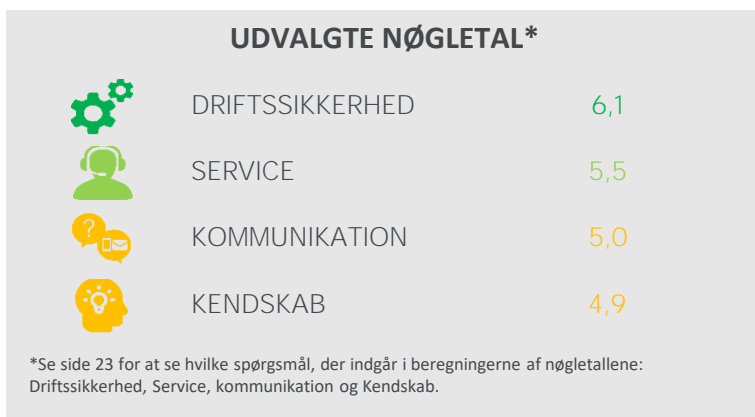 UDVALGTE NØGLETAL*
DRIFTSSIKKERHED 6,1
SERVICE 5,5
KOMMUNIKATION 5,0
KENDSKAB 4,9
*Se side 23 for at se hvilke spørgsmål, der indgår i beregningerne af nøgletallene:
Driftssikkerhed, Service, kommunikation og Kendskab.